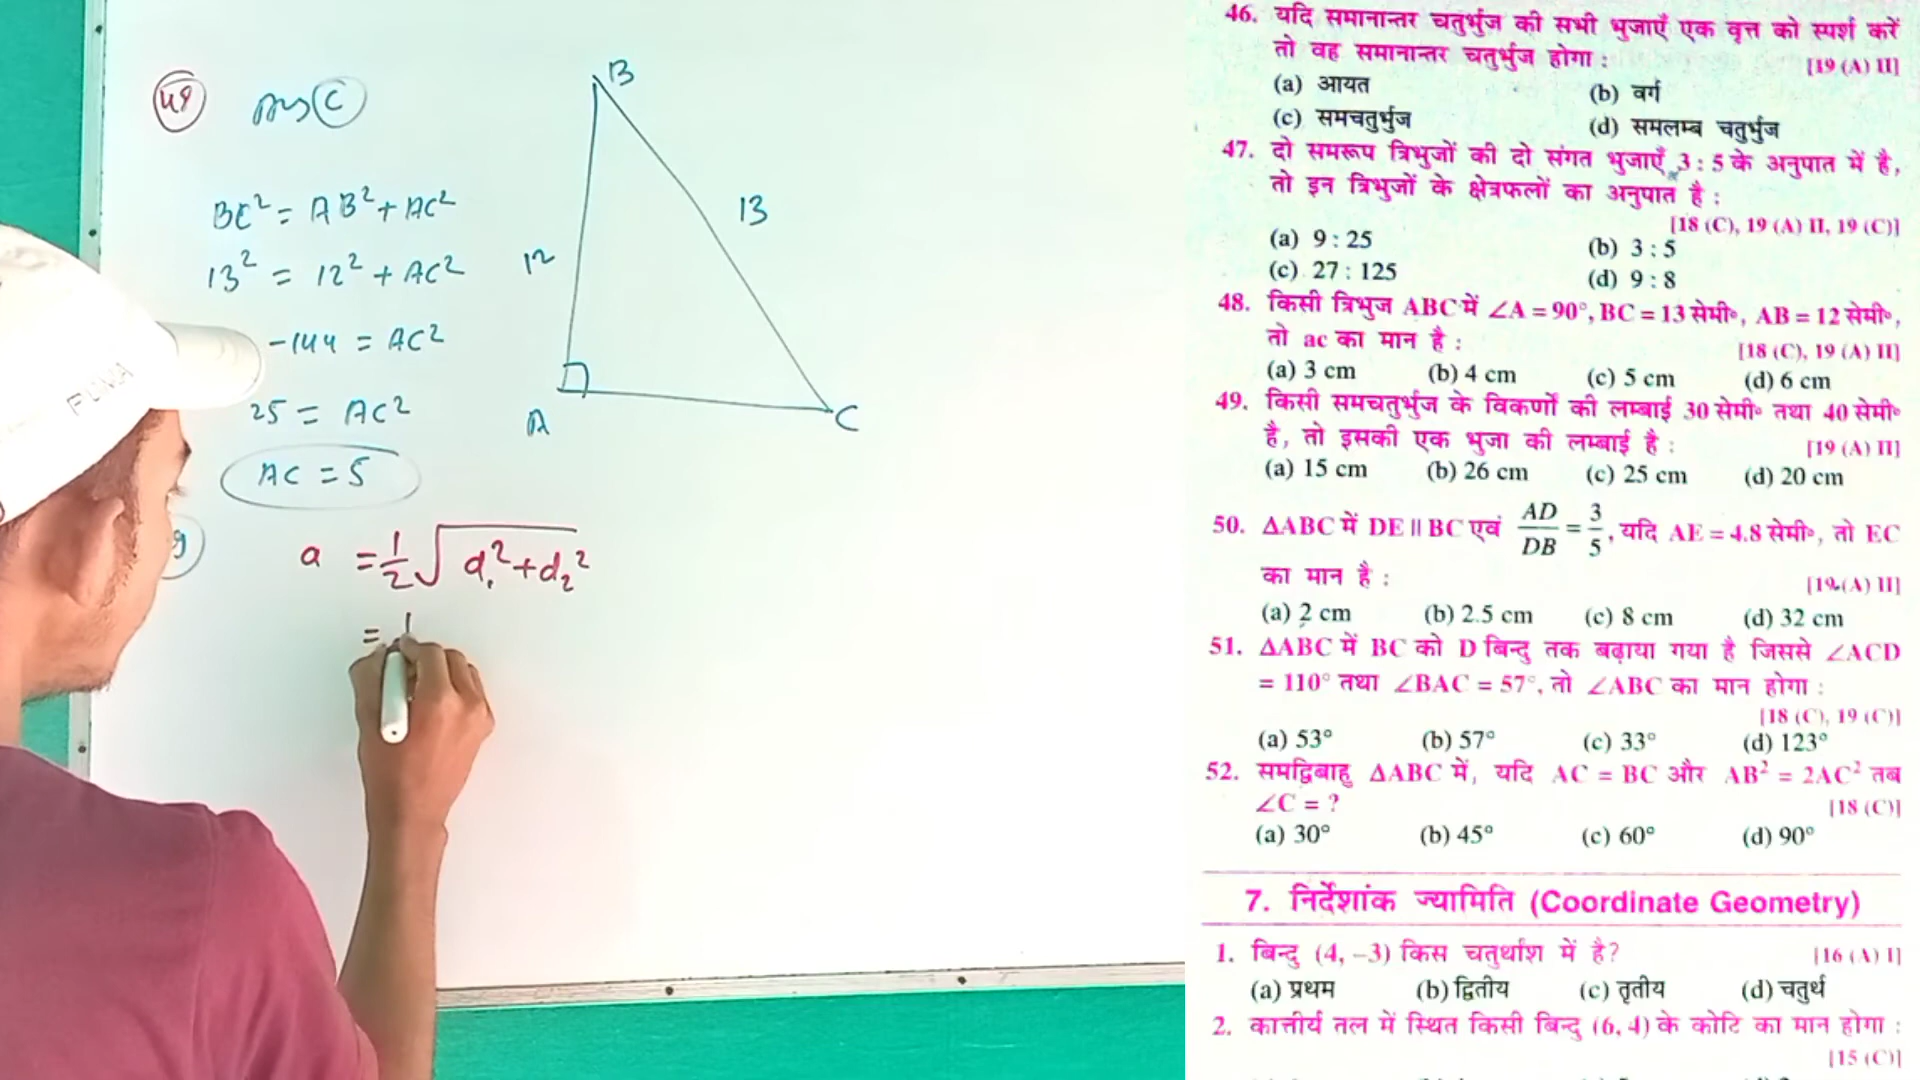 48 Ans C
BC² = AB² + AC²
13² = 12² + AC²
-144 = AC²
25 = AC²
AC = 5
B
12
13
A
C
9
a = 1/2 √d₁² + d₂²
= 1
PUMA
46. यदि समानान्तर चतुर्भुज की सभी भुजाएँ एक वृत्त को स्पर्श करें
तो वह समानान्तर चतुर्भुज होगा : [19 (A) II]
(a) आयत (b) वर्ग
(c) समचतुर्भुज (d) समलम्ब चतुर्भुज
47. दो समरूप त्रिभुजों की दो संगत भुजाएँ 3 : 5 के अनुपात में है,
तो इन त्रिभुजों के क्षेत्रफलों का अनुपात है :
[18 (C), 19 (A) II, 19 (C)]
(a) 9 : 25 (b) 3 : 5
(c) 27 : 125 (d) 9 : 8
48. किसी त्रिभुज ABC में ∠A = 90°, BC = 13 सेमी०, AB = 12 सेमी०,
तो ac का मान है : [18 (C), 19 (A) II]
(a) 3 cm (b) 4 cm (c) 5 cm (d) 6 cm
49. किसी समचतुर्भुज के विकर्णों की लम्बाई 30 सेमी० तथा 40 सेमी०
है, तो इसकी एक भुजा की लम्बाई है : [19 (A) II]
(a) 15 cm (b) 26 cm (c) 25 cm (d) 20 cm
50. ΔABC में DE || BC एवं AD/DB = 3/5, यदि AE = 4.8 सेमी०, तो EC
का मान है : [19 (A) II]
(a) 2 cm (b) 2.5 cm (c) 8 cm (d) 32 cm
51. ΔABC में BC को D बिन्दु तक बढ़ाया गया है जिससे ∠ACD
= 110° तथा ∠BAC = 57°, तो ∠ABC का मान होगा :
[18 (C), 19 (C)]
(a) 53° (b) 57° (c) 33° (d) 123°
52. समद्विबाहु ΔABC में, यदि AC = BC और AB² = 2AC² तब
∠C = ? [18 (C)]
(a) 30° (b) 45° (c) 60° (d) 90°
7. निर्देशांक ज्यामिति (Coordinate Geometry)
1. बिन्दु (4, –3) किस चतुर्थांश में है? [16 (A) I]
(a) प्रथम (b) द्वितीय (c) तृतीय (d) चतुर्थ
2. कार्त्तीर्य तल में स्थित किसी बिन्दु (6, 4) के कोटि का मान होगा :
[15 (C)]